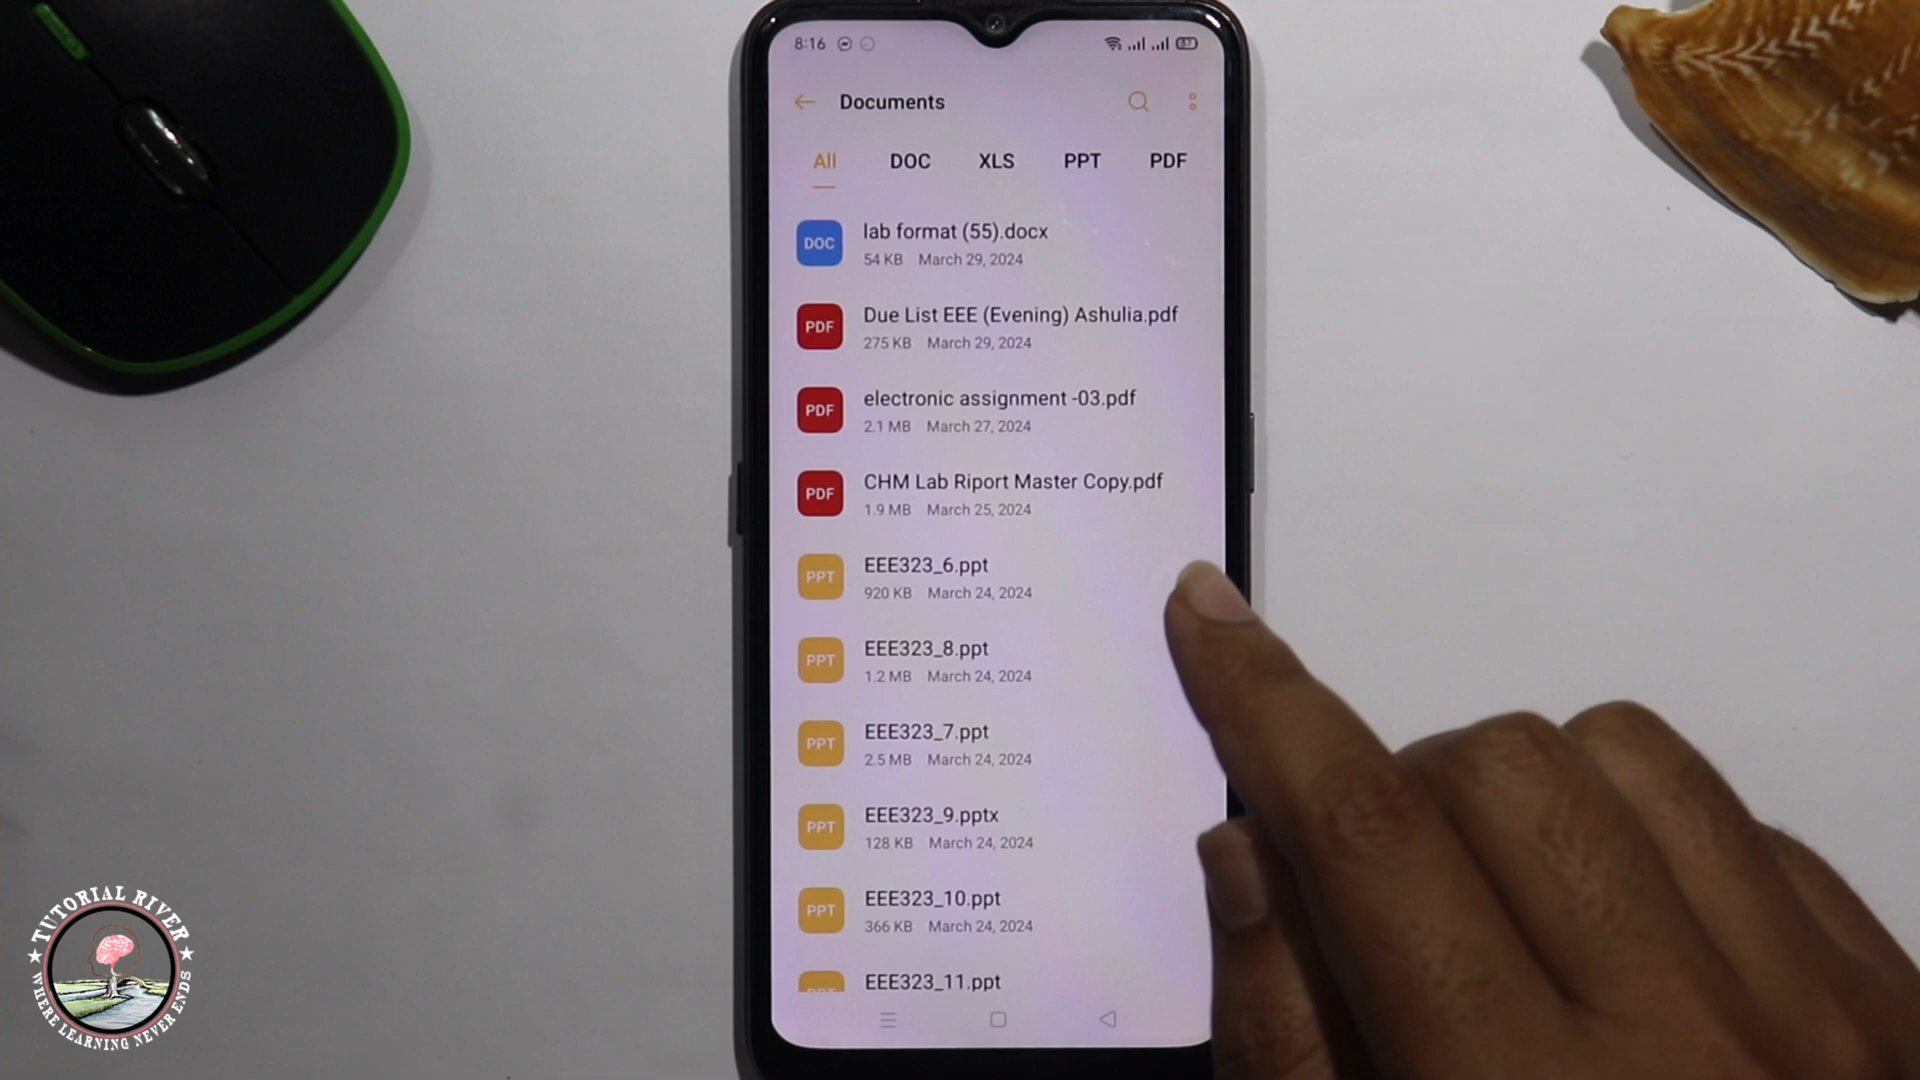 8:16
87
Documents
All DOC XLS PPT PDF
DOC
lab format (55).docx
54 KB March 29, 2024
PDF
Due List EEE (Evening) Ashulia.pdf
275 KB March 29, 2024
PDF
electronic assignment -03.pdf
2.1 MB March 27, 2024
PDF
CHM Lab Riport Master Copy.pdf
1.9 MB March 25, 2024
PPT
EEE323_6.ppt
920 KB March 24, 2024
PPT
EEE323_8.ppt
1.2 MB March 24, 2024
PPT
EEE323_7.ppt
2.5 MB March 24, 2024
PPT
EEE323_9.pptx
128 KB March 24, 2024
PPT
EEE323_10.ppt
366 KB March 24, 2024
PPT
EEE323_11.ppt
TUTORIAL RIVER
WHERE LEARNING NEVER ENDS